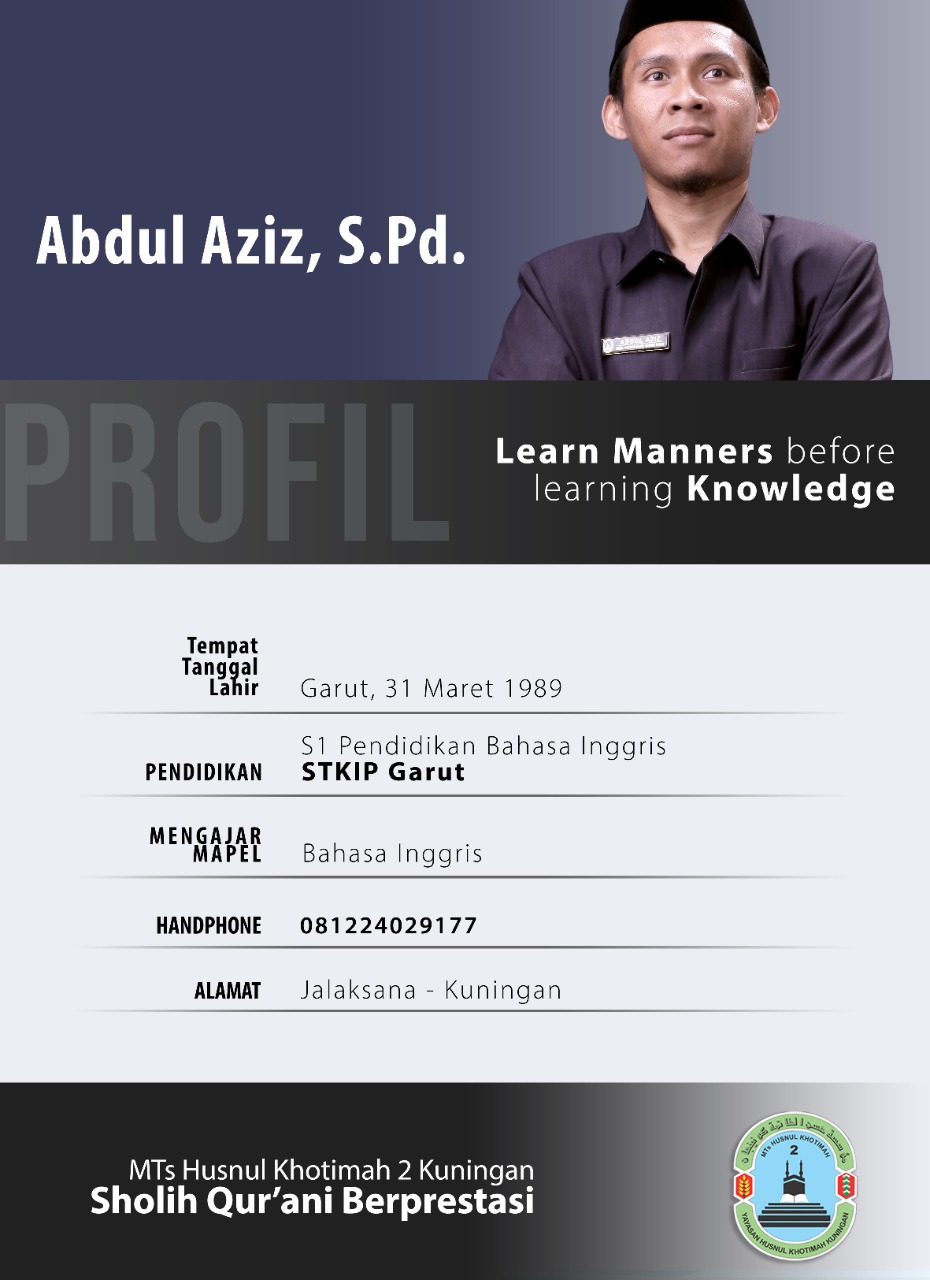 Abdul Aziz, S.Pd.
ABDUL AZIZ
PROFIL
Learn Manners before
learning Knowledge
Tempat
Tanggal
Lahir
Garut, 31 Maret 1989
S1 Pendidikan Bahasa Inggris
PENDIDIKAN
STKIP Garut
MENGAJAR
MAPEL
Bahasa Inggris
HANDPHONE
081224029177
ALAMAT
Jalaksana - Kuningan
MTs Husnul Khotimah 2 Kuningan
Sholih Qur’ani Berprestasi
MTs HUSNUL KHOTIMAH
2
YAYASAN HUSNUL KHOTIMAH KUNINGAN